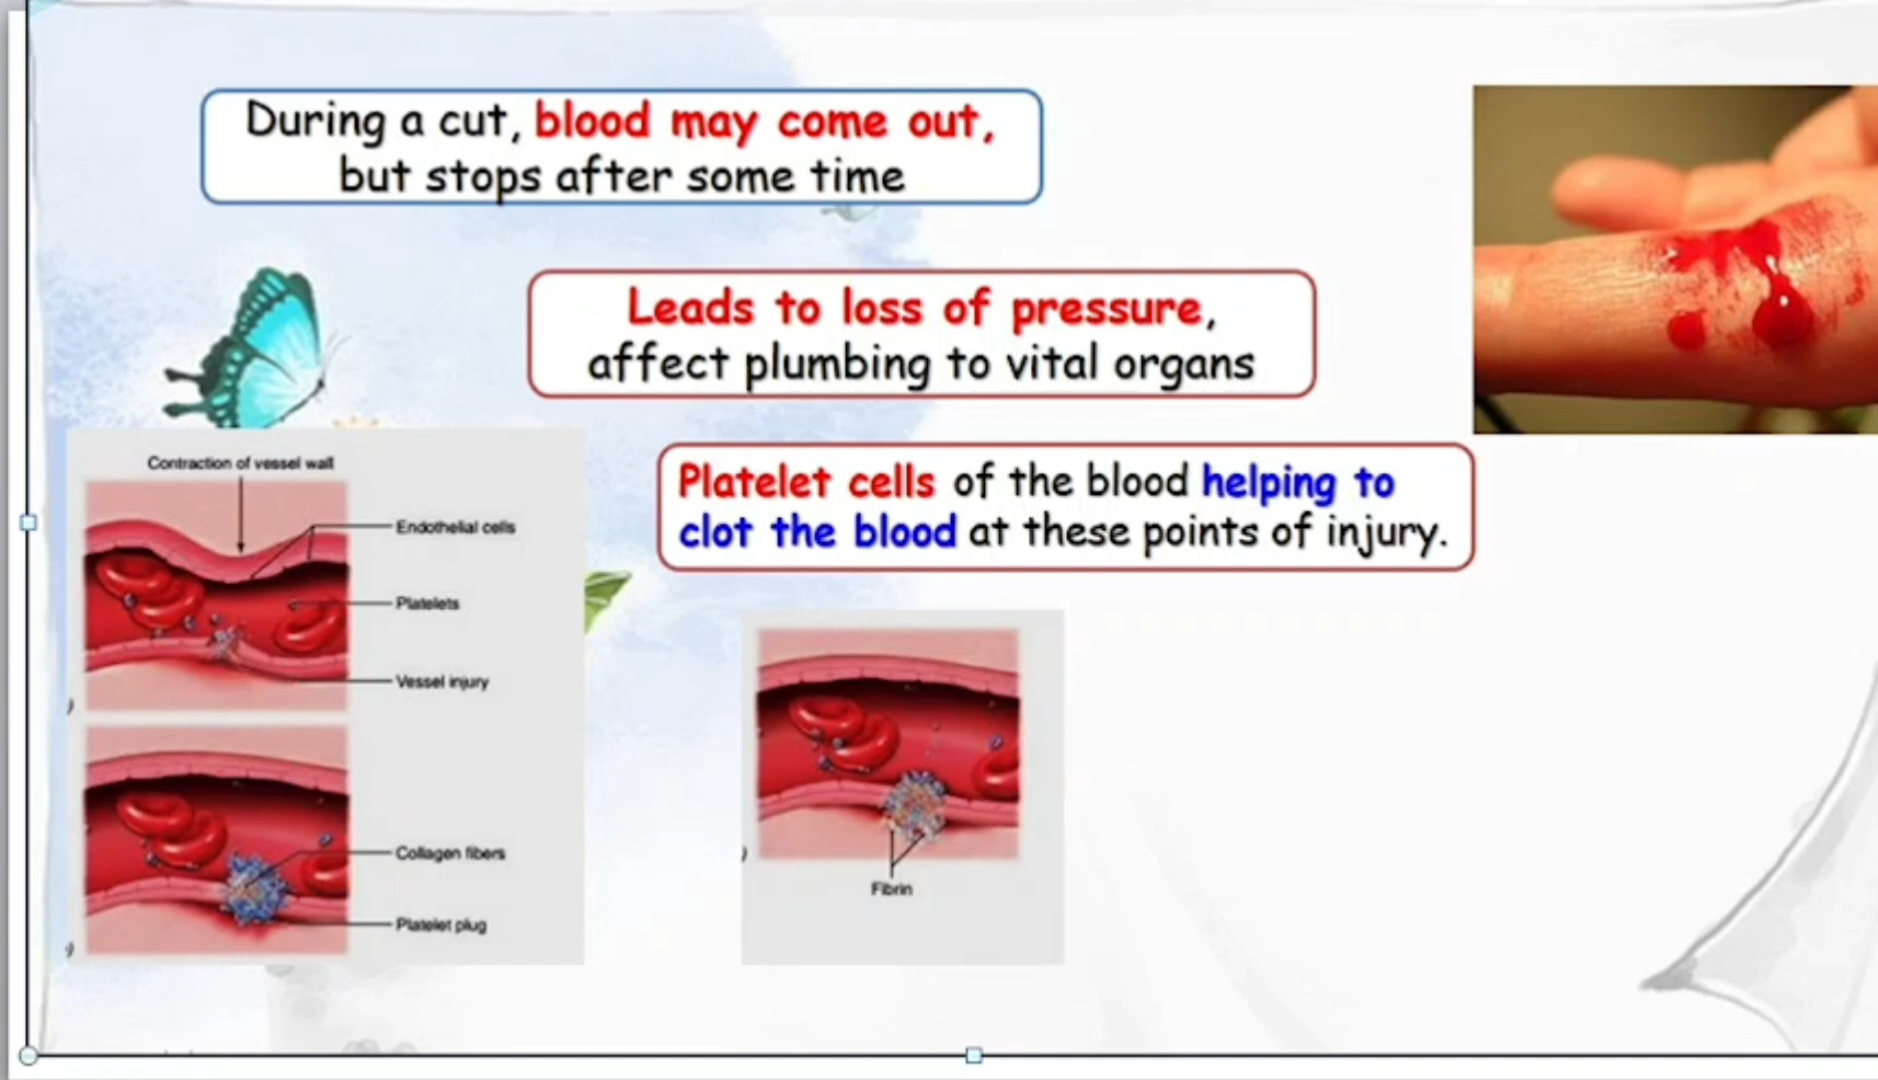 During a cut, blood may come out,
but stops after some time
Leads to loss of pressure,
affect plumbing to vital organs
Platelet cells of the blood helping to
clot the blood at these points of injury.
Contraction of vessel wall
Endothelial cells
Platelets
Vessel injury
Collagen fibers
Platelet plug
Fibrin